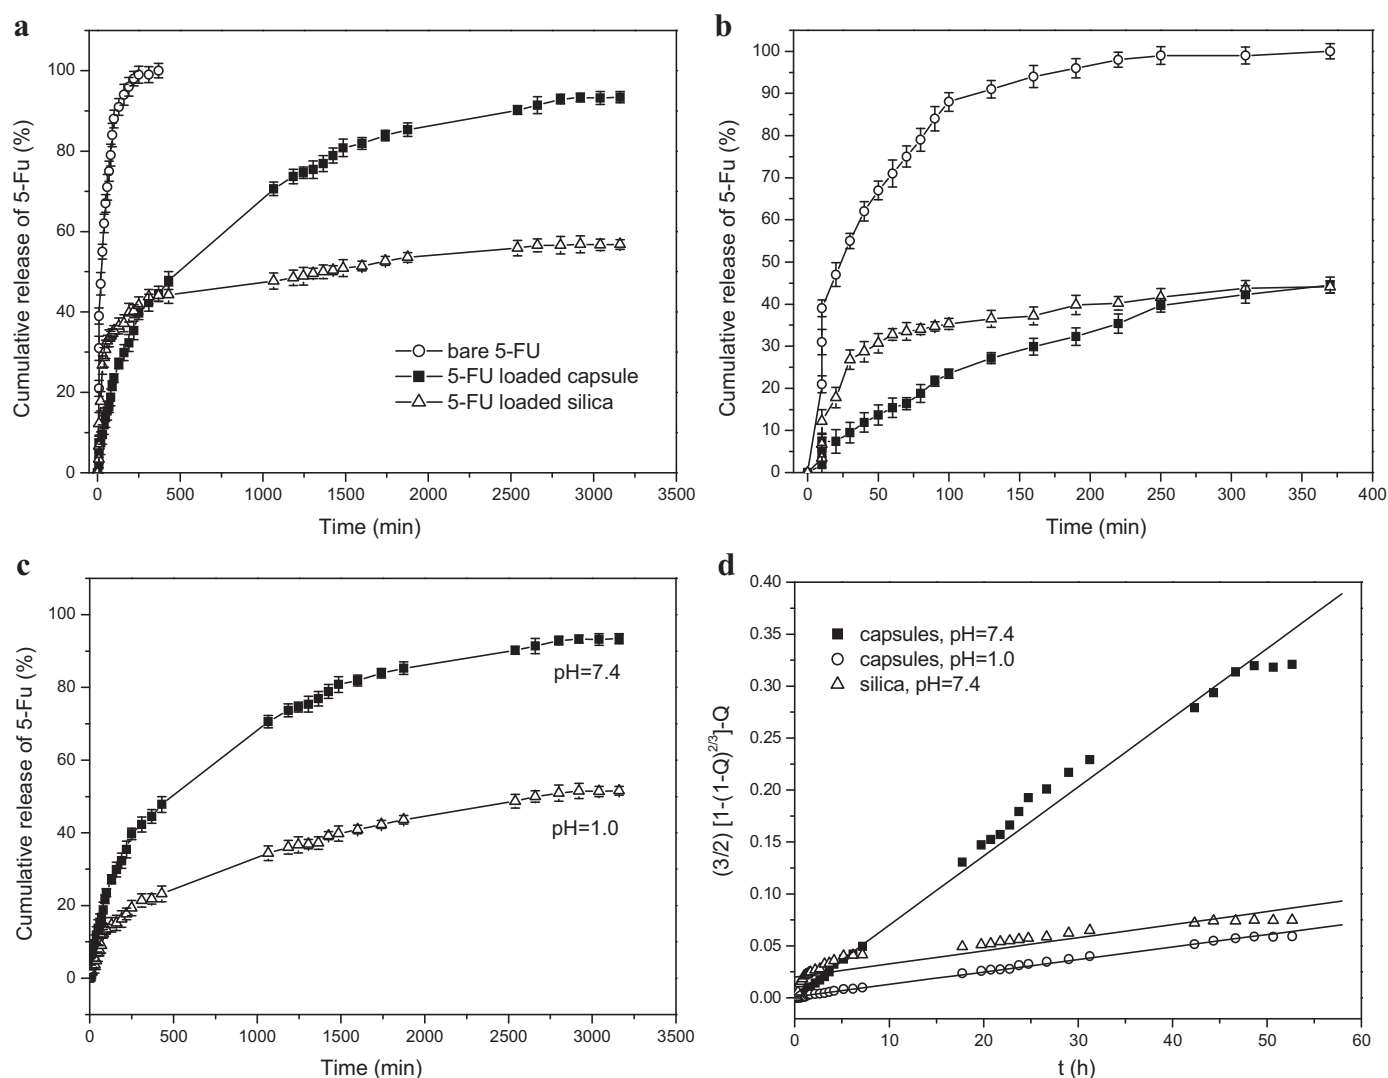 a
100
80
60
40
20
0
Cumulative release of 5-Fu (%)
bare 5-FU
5-FU loaded capsule
5-FU loaded silica
0 500 1000 1500 2000 2500 3000 3500
Time (min)
b
100
90
80
70
60
50
40
30
20
10
0
Cumulative release of 5-Fu (%)
0 50 100 150 200 250 300 350 400
Time (min)
c
100
80
60
40
20
0
Cumulative release of 5-Fu (%)
pH=7.4
pH=1.0
0 500 1000 1500 2000 2500 3000 3500
Time (min)
d
0.40
0.35
0.30
0.25
0.20
0.15
0.10
0.05
0.00
(3/2) [1-(1-Q)^2/3]-Q
capsules, pH=7.4
capsules, pH=1.0
silica, pH=7.4
0 10 20 30 40 50 60
t (h)